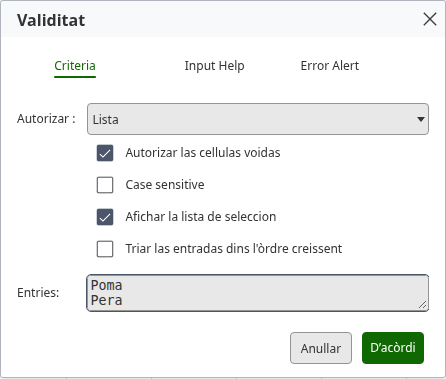 Validitat
Criteria Input Help Error Alert
Autorizar : Lista
Autorizar las cellulas voidas
Case sensitive
Afichar la lista de seleccion
Triar las entradas dins l'òrdre creissent
Entries: Poma
Pera
Anullar D'acòrdi